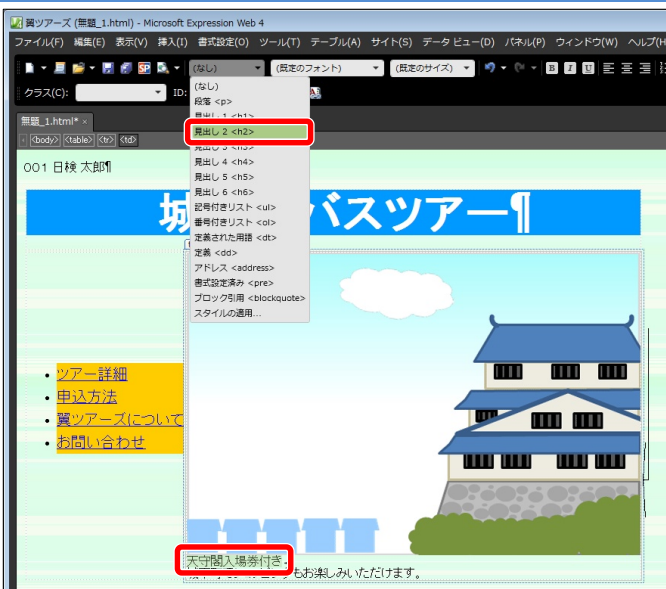 翼ツアーズ (無題_1.html) - Microsoft Expression Web 4
ファイル(F) 編集(E) 表示(V) 挿入(I) 書式設定(O) ツール(T) テーブル(A) サイト(S) データ ビュー(D) パネル(P) ウィンドウ(W) ヘルプ(H
(なし) (既定のフォント) (既定のサイズ) B I U
クラス(C): ID:
(なし)
段落 <p>
見出し 1 <h1>
見出し 2 <h2>
見出し 3 <h3>
見出し 4 <h4>
見出し 5 <h5>
見出し 6 <h6>
記号付きリスト <ul>
番号付きリスト <ol>
定義された用語 <dt>
定義 <dd>
アドレス <address>
書式設定済み <pre>
ブロック引用 <blockquote>
スタイルの適用...
無題_1.html* ×
<body> <table> <tr> <td>
001 日検 太郎¶
城 バスツアー¶
・ツアー詳細
・申込方法
・翼ツアーズについて
・お問い合わせ
天守閣入場券付き
もお楽しみいただけます。